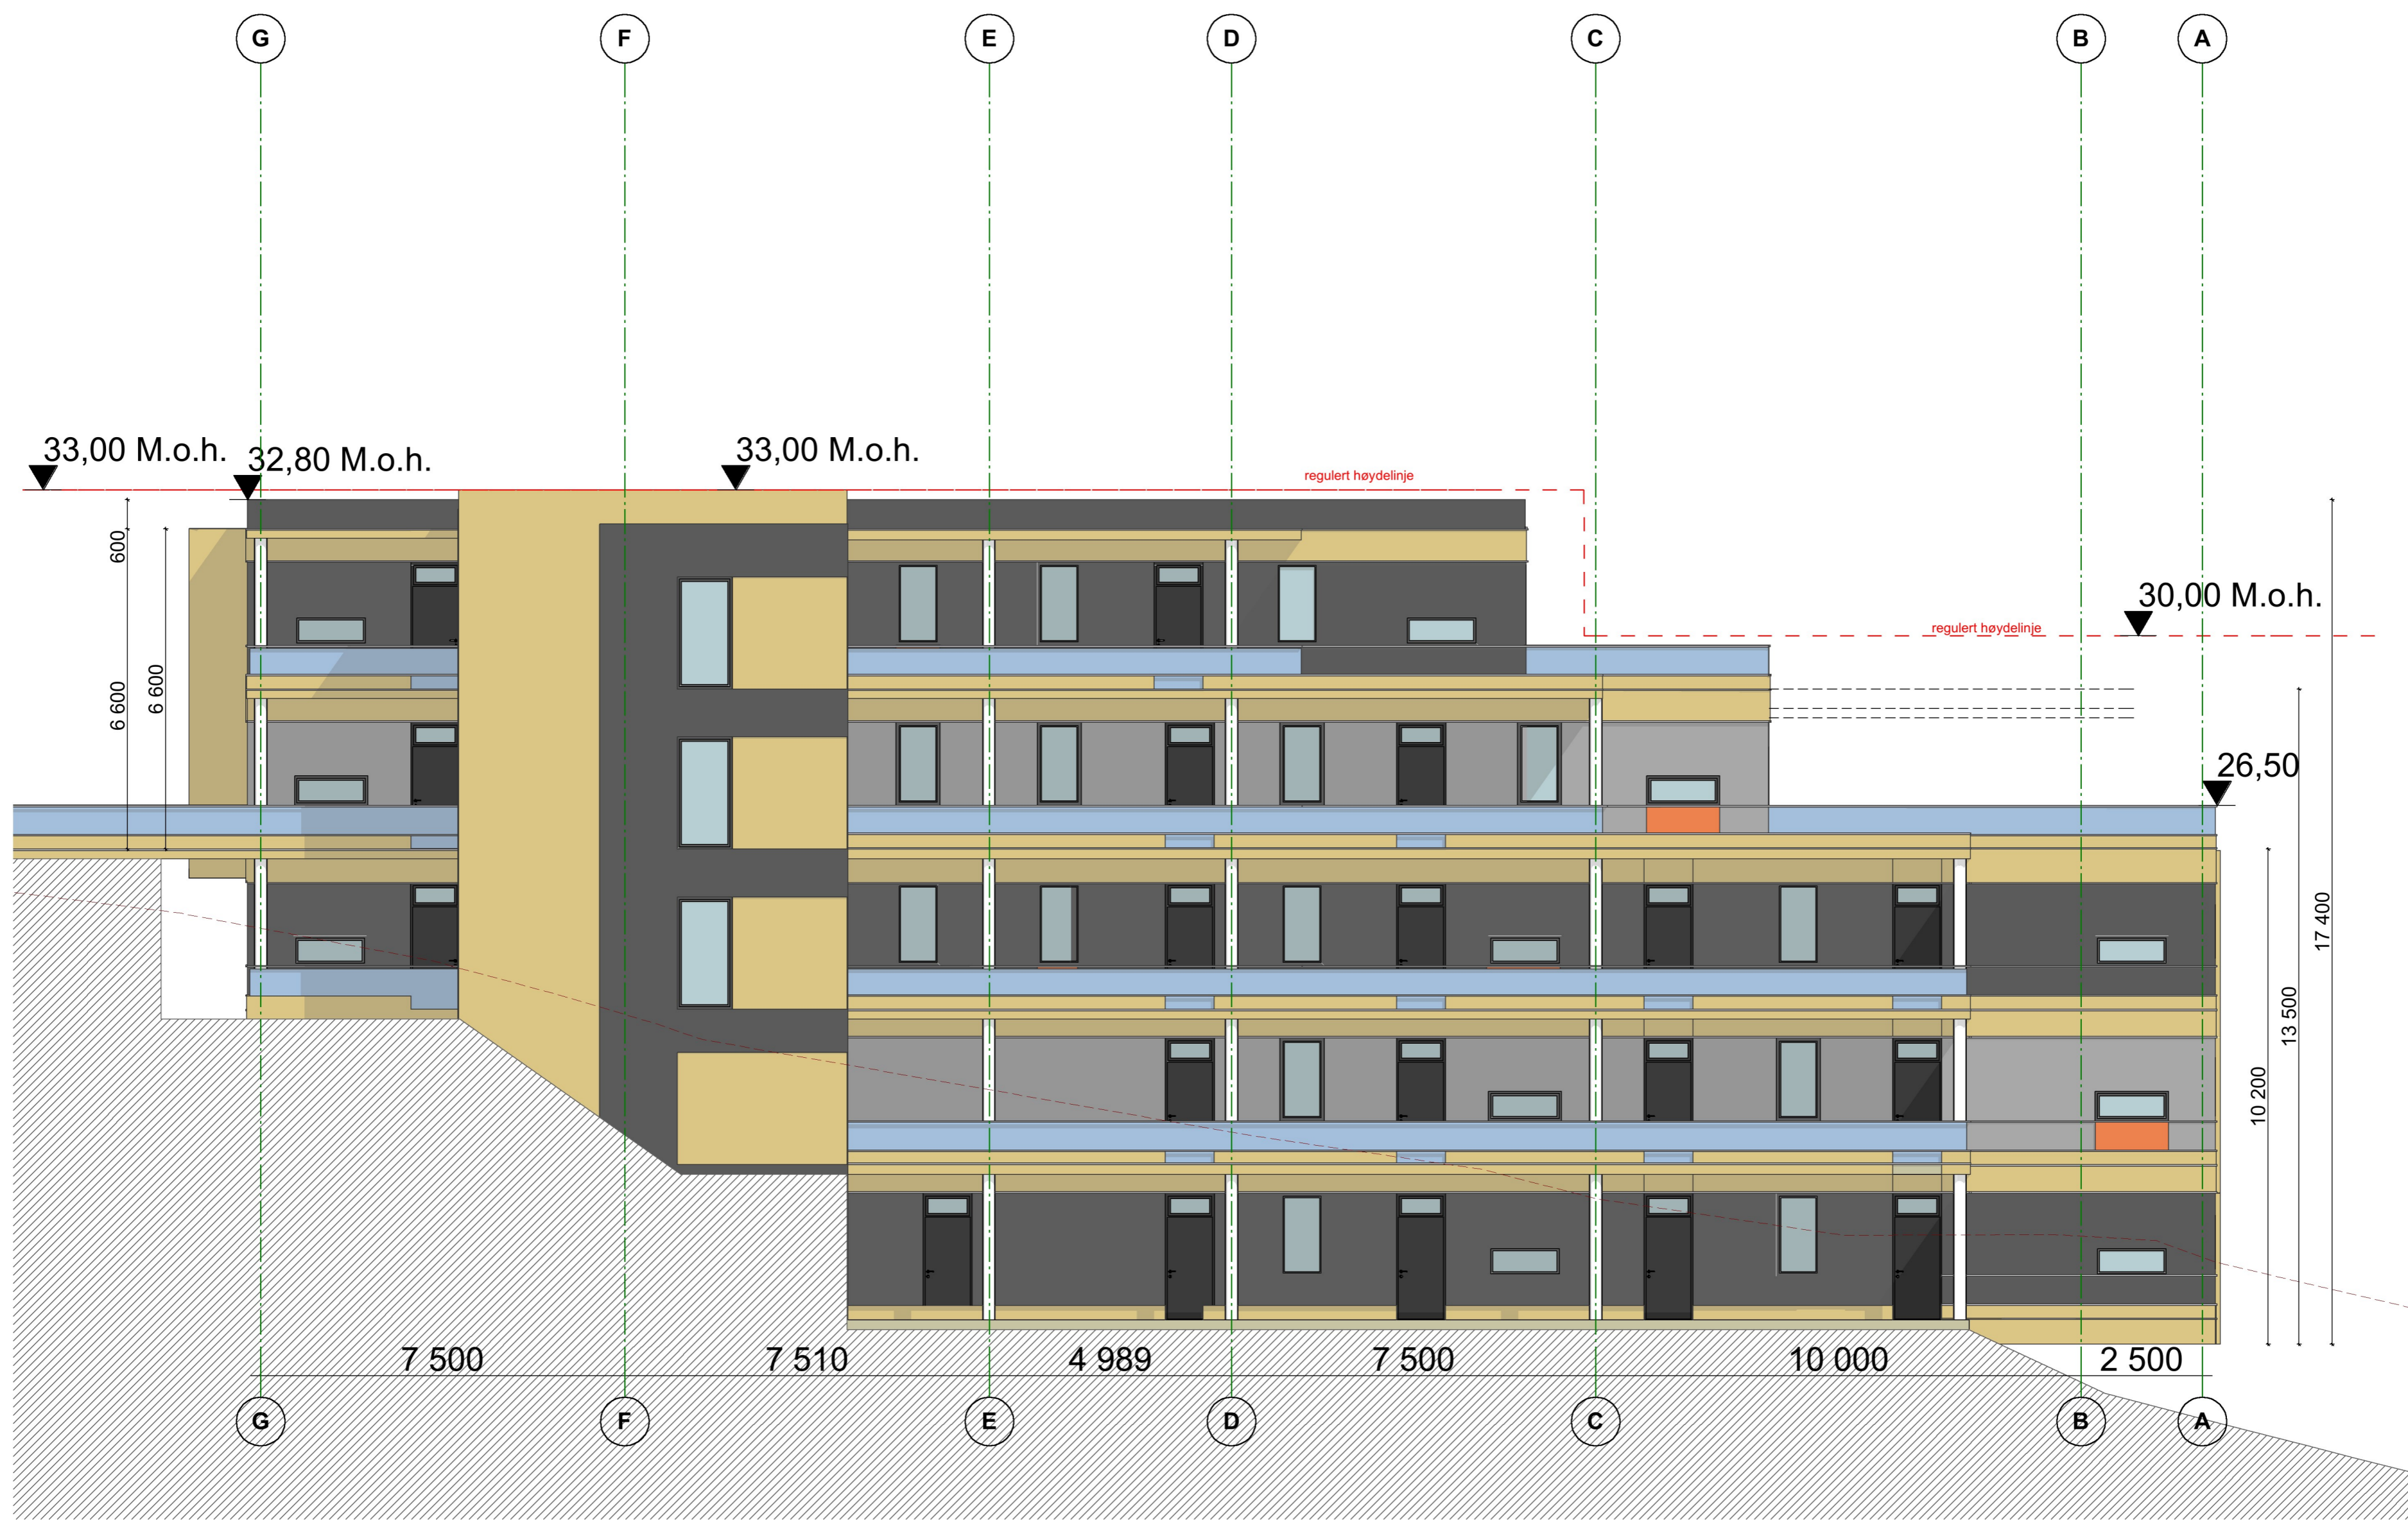 G F E D C B A
33,00 M.o.h.
32,80 M.o.h.
33,00 M.o.h.
regulert høydelinje
30,00 M.o.h.
regulert høydelinje
600
6 600
6 600
26,50
17 400
13 500
10 200
7 500 7 510 4 989 7 500 10 000 2 500
G F E D C B A